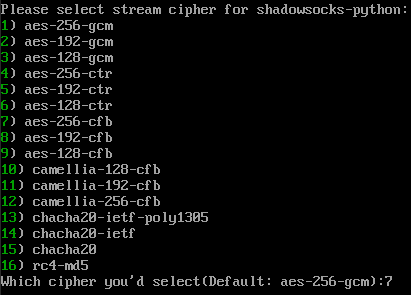 Please select stream cipher for shadowsocks-python:
1) aes-256-gcm
2) aes-192-gcm
3) aes-128-gcm
4) aes-256-ctr
5) aes-192-ctr
6) aes-128-ctr
7) aes-256-cfb
8) aes-192-cfb
9) aes-128-cfb
10) camellia-128-cfb
11) camellia-192-cfb
12) camellia-256-cfb
13) chacha20-ietf-poly1305
14) chacha20-ietf
15) chacha20
16) rc4-md5
Which cipher you'd select(Default: aes-256-gcm):7